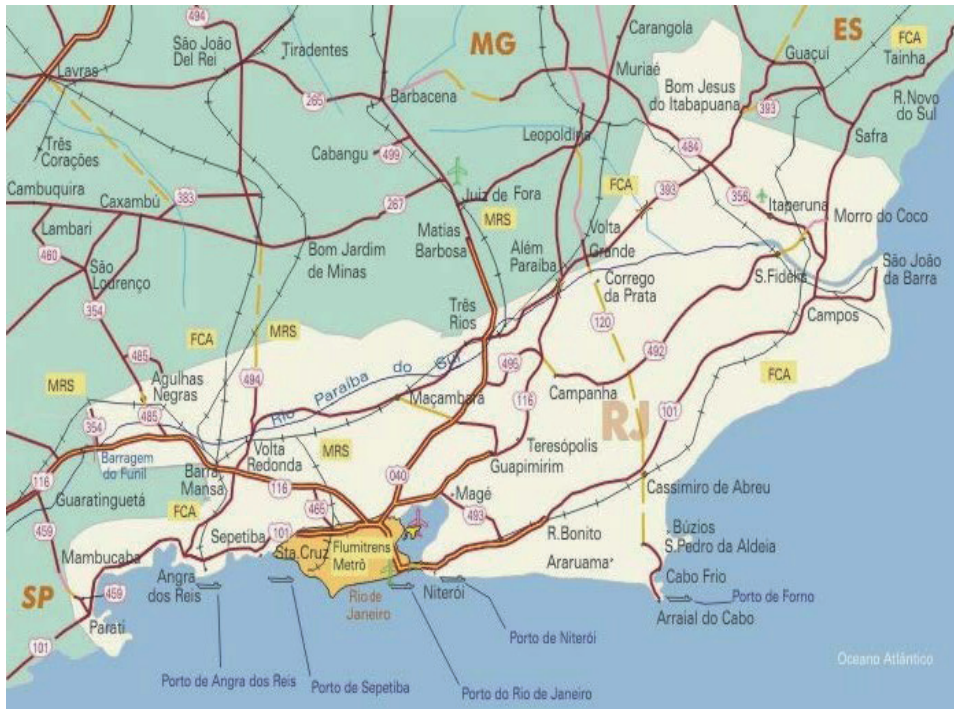 494
São João
Del Rei
Tiradentes
MG
Carangola
ES
FCA
Guaçuí
Tainha
Lavras
Muriaé
Barbacena
265
Bom Jesus
do Itabapuana
393
R.Novo
do Sul
Leopoldina
Safra
Três
Corações
Cabangu
499
484
Cambuquira
Caxambú
383
Juiz de Fora
FCA
393
356
Itaperuna
267
MRS
Lambari
Matias
Barbosa
Volta
Grande
Morro do Coco
Bom Jardim
de Minas
Além
Paraíba
460
São
Lourenço
Corrego
da Prata
S.Fidélis
São João
da Barra
354
Três
Rios
120
Campos
FCA
MRS
485
495
492
MRS
Agulhas
Negras
494
Rio Paraíba do Sul
Campanha
FCA
Maçambara
116
354
485
RJ
101
Volta
Redonda
MRS
Teresópolis
Barragem
do Funil
Guapimirim
116
Barra
Mansa
116
040
Cassimiro de Abreu
Guaratinguetá
465
Magé
FCA
493
459
Sepetiba
101
R.Bonito
Búzios
Mambucaba
Sta.Cruz
Flumitrens
Metrô
S.Pedro da Aldeia
Araruama
SP
459
Angra
dos Reis
Rio de
Janeiro
Niterói
Cabo Frio
Porto de Forno
Arraial do Cabo
Parati
Porto de Niterói
101
Oceano Atlântico
Porto de Angra dos Reis
Porto de Sepetiba
Porto do Rio de Janeiro